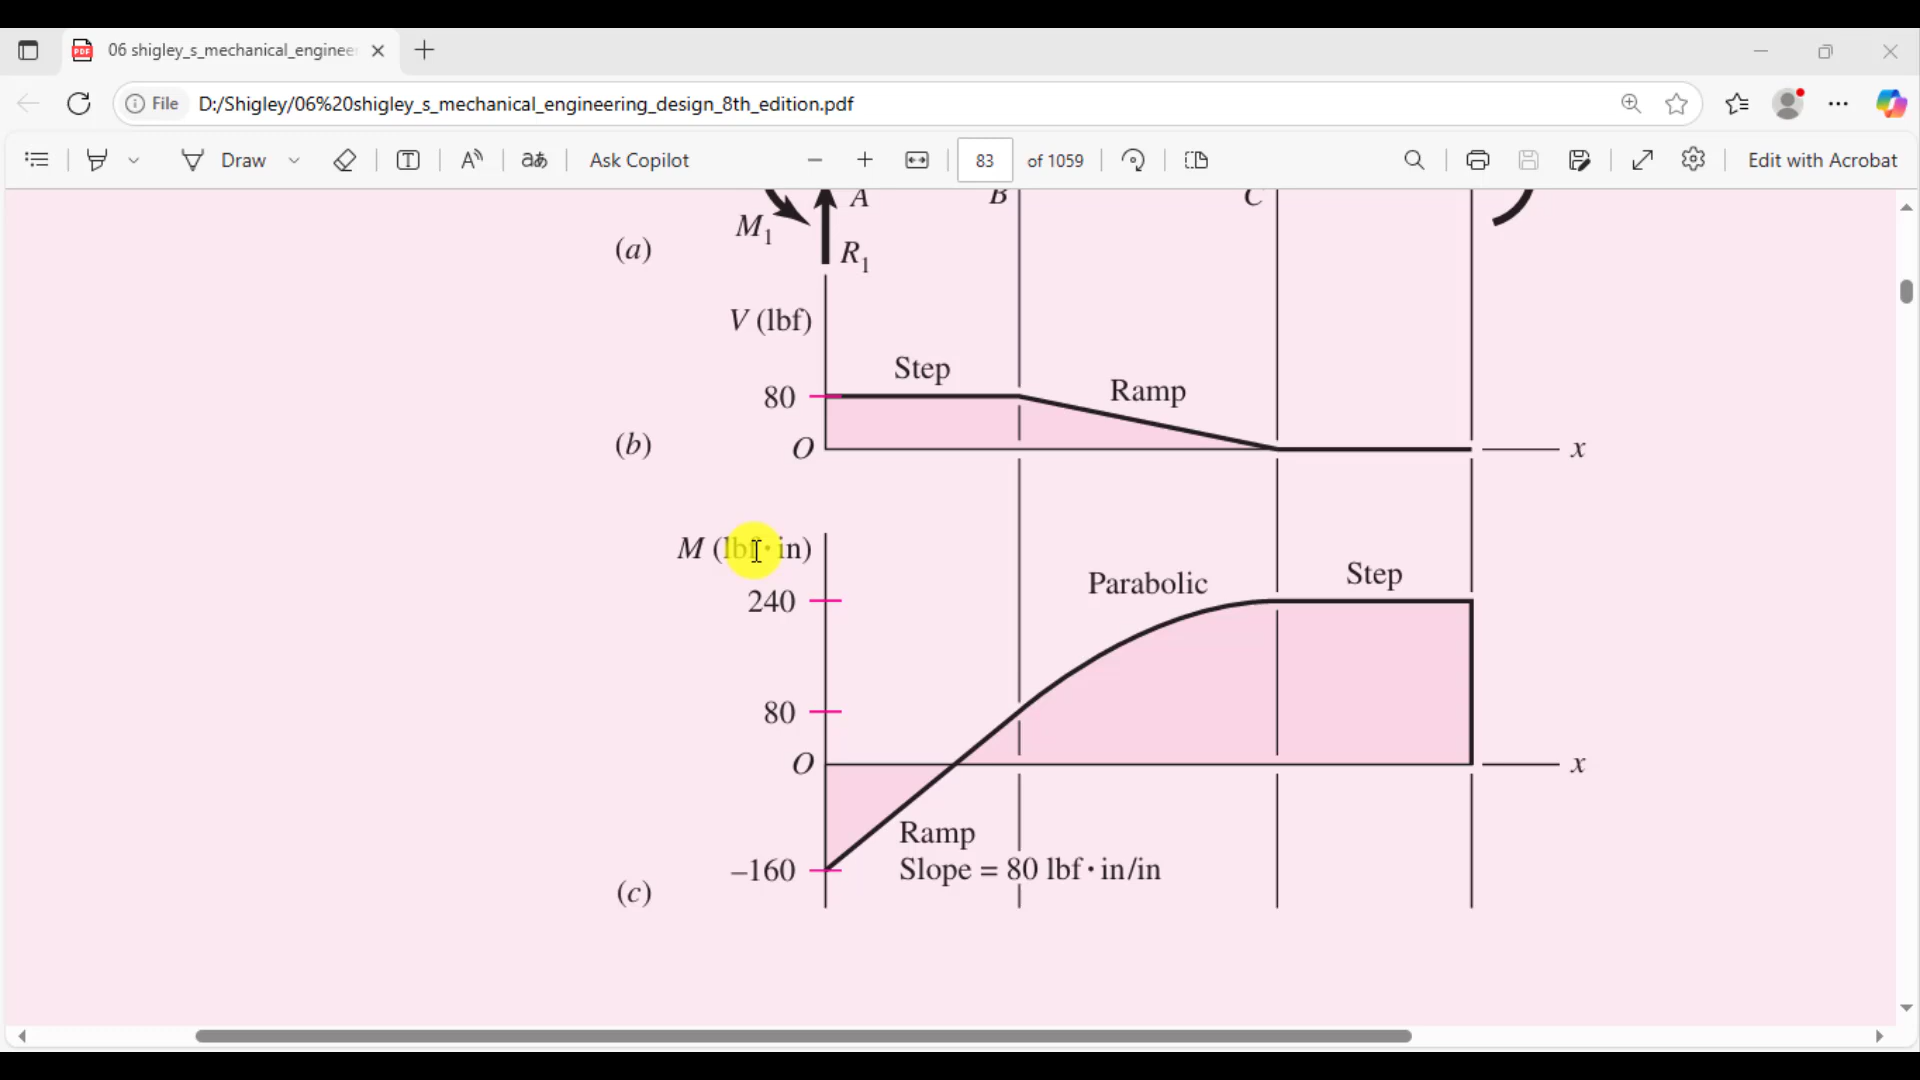 06 shigley_s_mechanical_enginee
File D:/Shigley/06%20shigley_s_mechanical_engineering_design_8th_edition.pdf
Draw Ask Copilot 83 of 1059 Edit with Acrobat
A B C
M1
(a) R1
V (lbf)
Step
80 Ramp
(b) O x
M (lbf·in)
Parabolic Step
240
80
O x
Ramp
–160 Slope = 80 lbf·in/in
(c)